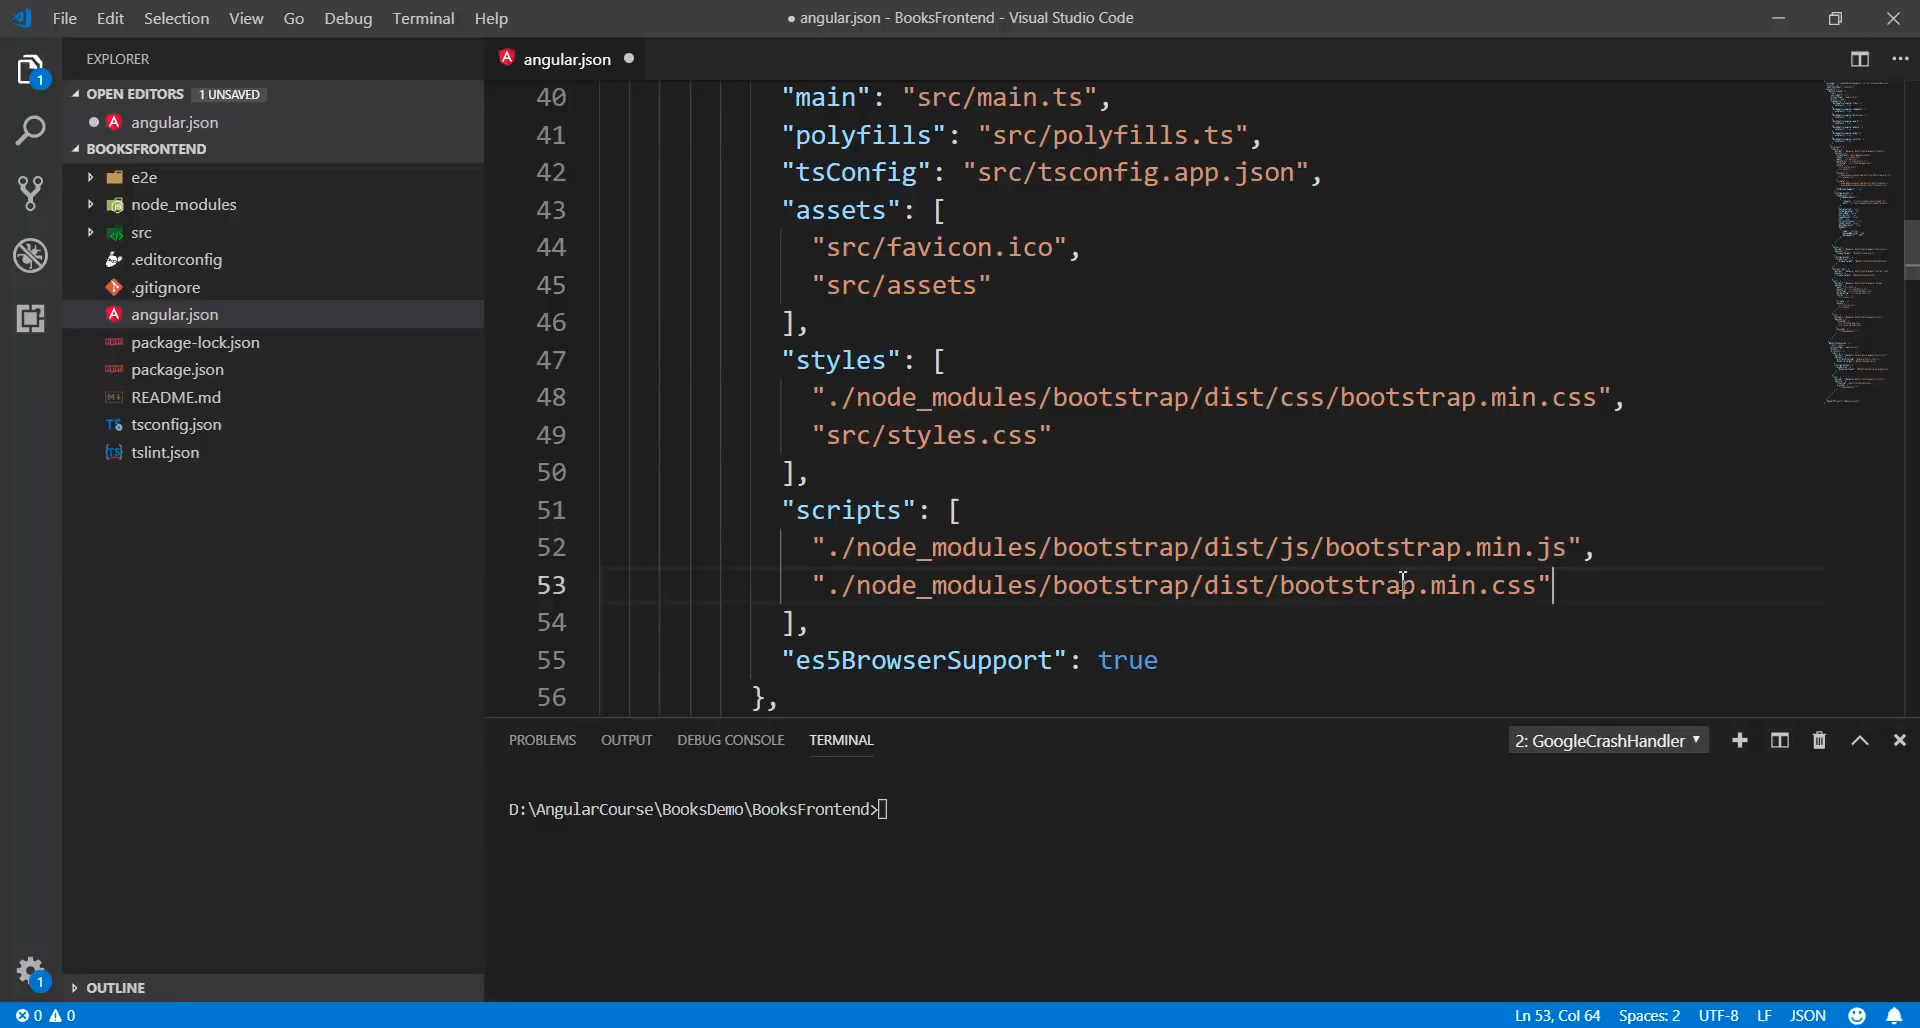 File Edit Selection View Go Debug Terminal Help
● angular.json - BooksFrontend - Visual Studio Code
EXPLORER
OPEN EDITORS 1 UNSAVED
angular.json
BOOKSFRONTEND
e2e
node_modules
src
.editorconfig
.gitignore
angular.json
package-lock.json
package.json
README.md
tsconfig.json
tslint.json
OUTLINE
angular.json
40 "main": "src/main.ts",
41 "polyfills": "src/polyfills.ts",
42 "tsConfig": "src/tsconfig.app.json",
43 "assets": [
44 "src/favicon.ico",
45 "src/assets"
46 ],
47 "styles": [
48 "./node_modules/bootstrap/dist/css/bootstrap.min.css",
49 "src/styles.css"
50 ],
51 "scripts": [
52 "./node_modules/bootstrap/dist/js/bootstrap.min.js",
53 "./node_modules/bootstrap/dist/bootstrap.min.css"
54 ],
55 "es5BrowserSupport": true
56 },
PROBLEMS OUTPUT DEBUG CONSOLE TERMINAL
2: GoogleCrashHandler
D:\AngularCourse\BooksDemo\BooksFrontend>
1
1
0 0
Ln 53, Col 64 Spaces: 2 UTF-8 LF JSON